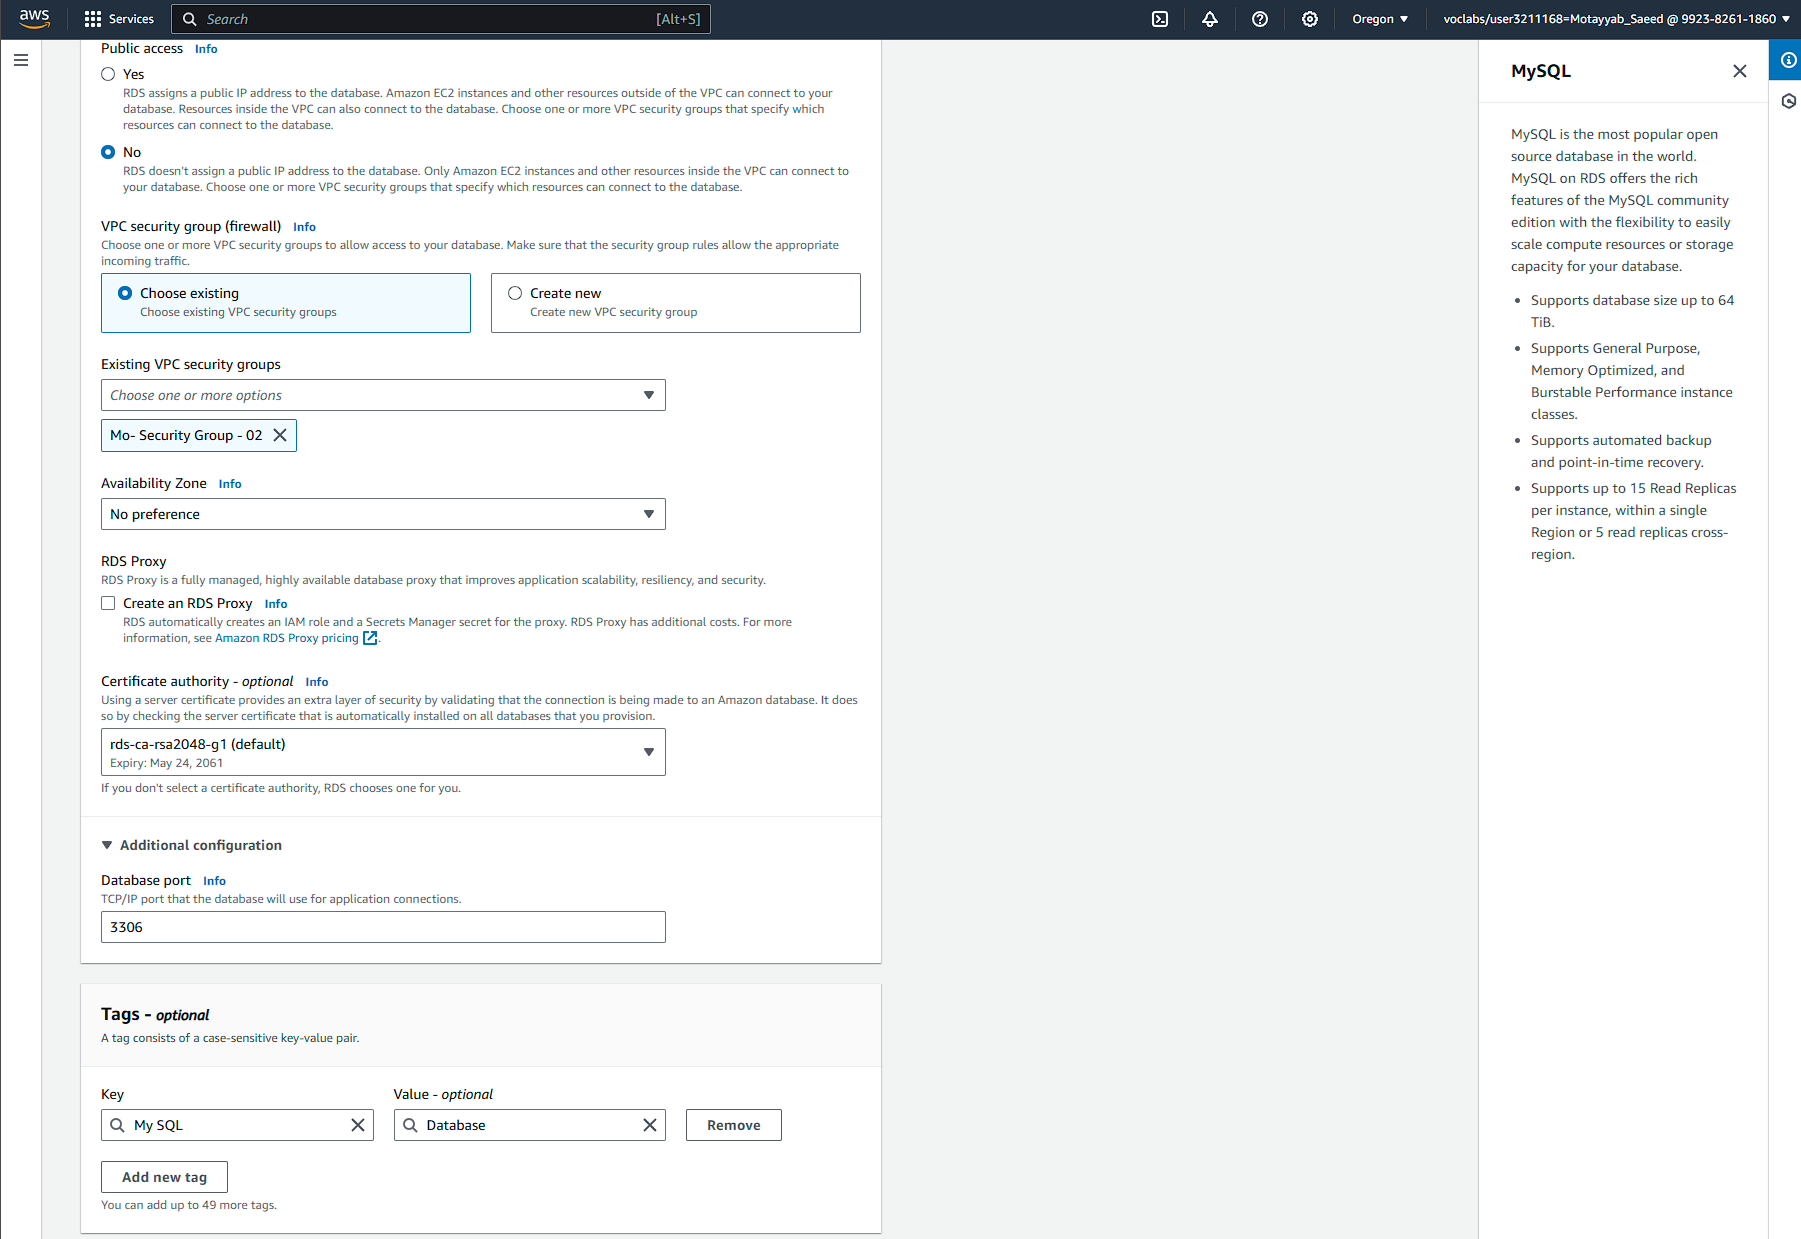 aws
Services
Search
[Alt+S]
Oregon
voclabs/user3211168=Motayyab_Saeed @ 9923-8261-1860
Public access Info
Yes
RDS assigns a public IP address to the database. Amazon EC2 instances and other resources outside of the VPC can connect to your
database. Resources inside the VPC can also connect to the database. Choose one or more VPC security groups that specify which
resources can connect to the database.
No
RDS doesn't assign a public IP address to the database. Only Amazon EC2 instances and other resources inside the VPC can connect to
your database. Choose one or more VPC security groups that specify which resources can connect to the database.
VPC security group (firewall) Info
Choose one or more VPC security groups to allow access to your database. Make sure that the security group rules allow the appropriate
incoming traffic.
Choose existing
Choose existing VPC security groups
Create new
Create new VPC security group
Existing VPC security groups
Choose one or more options
Mo- Security Group - 02
Availability Zone Info
No preference
RDS Proxy
RDS Proxy is a fully managed, highly available database proxy that improves application scalability, resiliency, and security.
Create an RDS Proxy Info
RDS automatically creates an IAM role and a Secrets Manager secret for the proxy. RDS Proxy has additional costs. For more
information, see Amazon RDS Proxy pricing.
Certificate authority - optional Info
Using a server certificate provides an extra layer of security by validating that the connection is being made to an Amazon database. It does
so by checking the server certificate that is automatically installed on all databases that you provision.
rds-ca-rsa2048-g1 (default)
Expiry: May 24, 2061
If you don't select a certificate authority, RDS chooses one for you.
Additional configuration
Database port Info
TCP/IP port that the database will use for application connections.
3306
Tags - optional
A tag consists of a case-sensitive key-value pair.
Key
Value - optional
My SQL
Database
Remove
Add new tag
You can add up to 49 more tags.
MySQL
MySQL is the most popular open
source database in the world.
MySQL on RDS offers the rich
features of the MySQL community
edition with the flexibility to easily
scale compute resources or storage
capacity for your database.
• Supports database size up to 64
TiB.
• Supports General Purpose,
Memory Optimized, and
Burstable Performance instance
classes.
• Supports automated backup
and point-in-time recovery.
• Supports up to 15 Read Replicas
per instance, within a single
Region or 5 read replicas cross-
region.